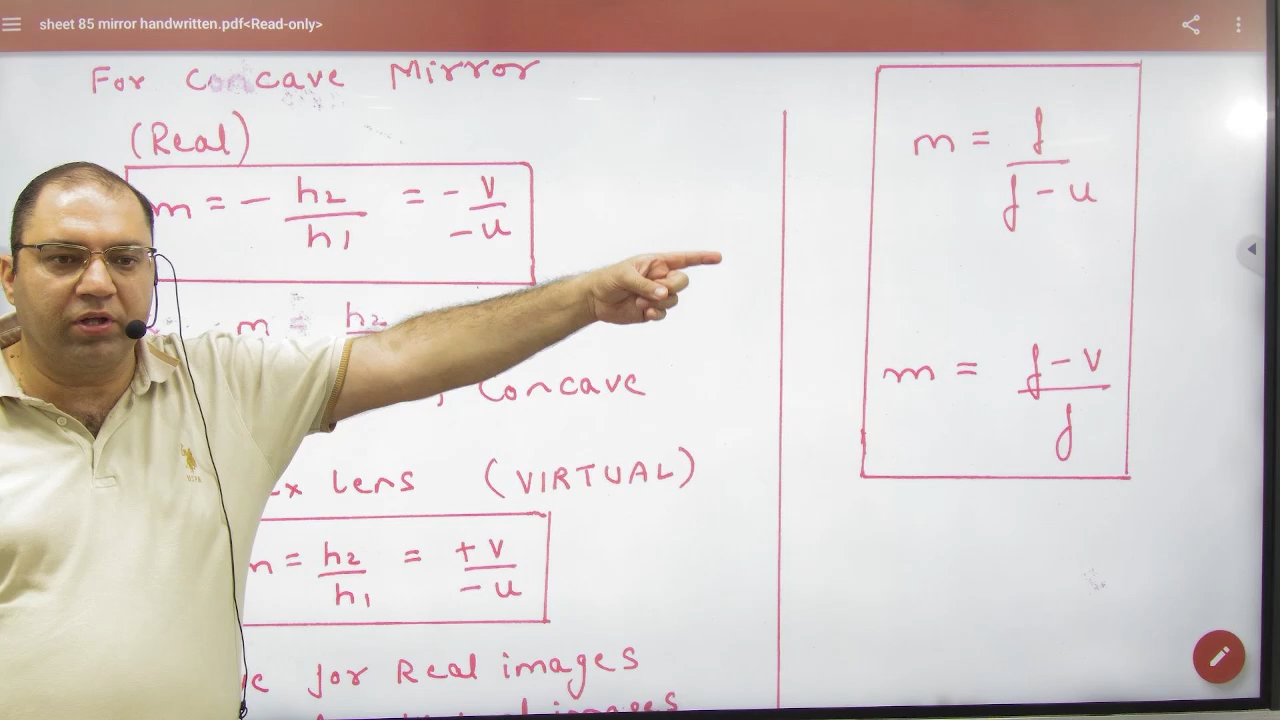 sheet 85 mirror handwritten.pdf<Read-only>
For Concave Mirror
(Real)
m = - h2/h1 = - v/-u
m = h2
, Concave
lens (VIRTUAL)
= h2/h1 = + v/-u
for Real images
images
m = f/f - u
m = f - v/f